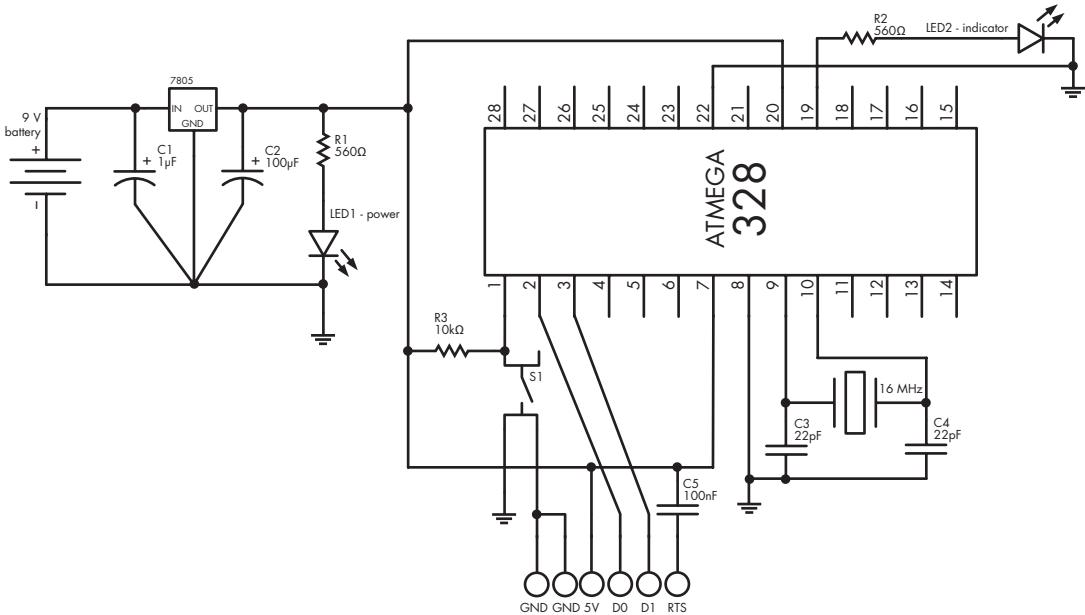 R2
560Ω
LED2 - indicator
7805
IN OUT
GND
9 V
battery
+
C1
+ 1µF
C2
+ 100µF
R1
560Ω
LED1 - power
28 27 26 25 24 23 22 21 20 19 18 17 16 15
ATMEGA
328
1 2 3 4 5 6 7 8 9 10 11 12 13 14
R3
10kΩ
S1
16 MHz
C3
22pF
C4
22pF
C5
100nF
GND GND 5V D0 D1 RTS